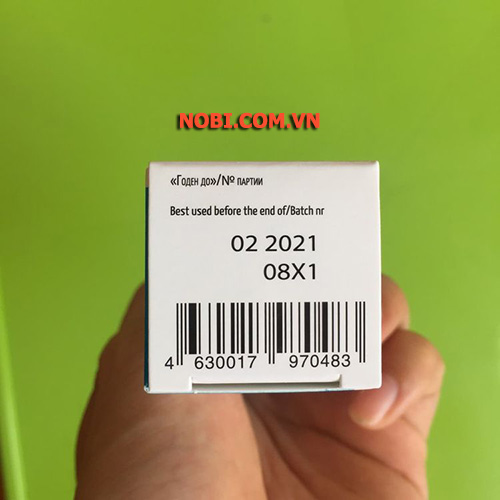 NOBI.COM.VN
«Годен до»/№ партии
Best used before the end of/Batch nr
02 2021
08X1
4 630017 970483